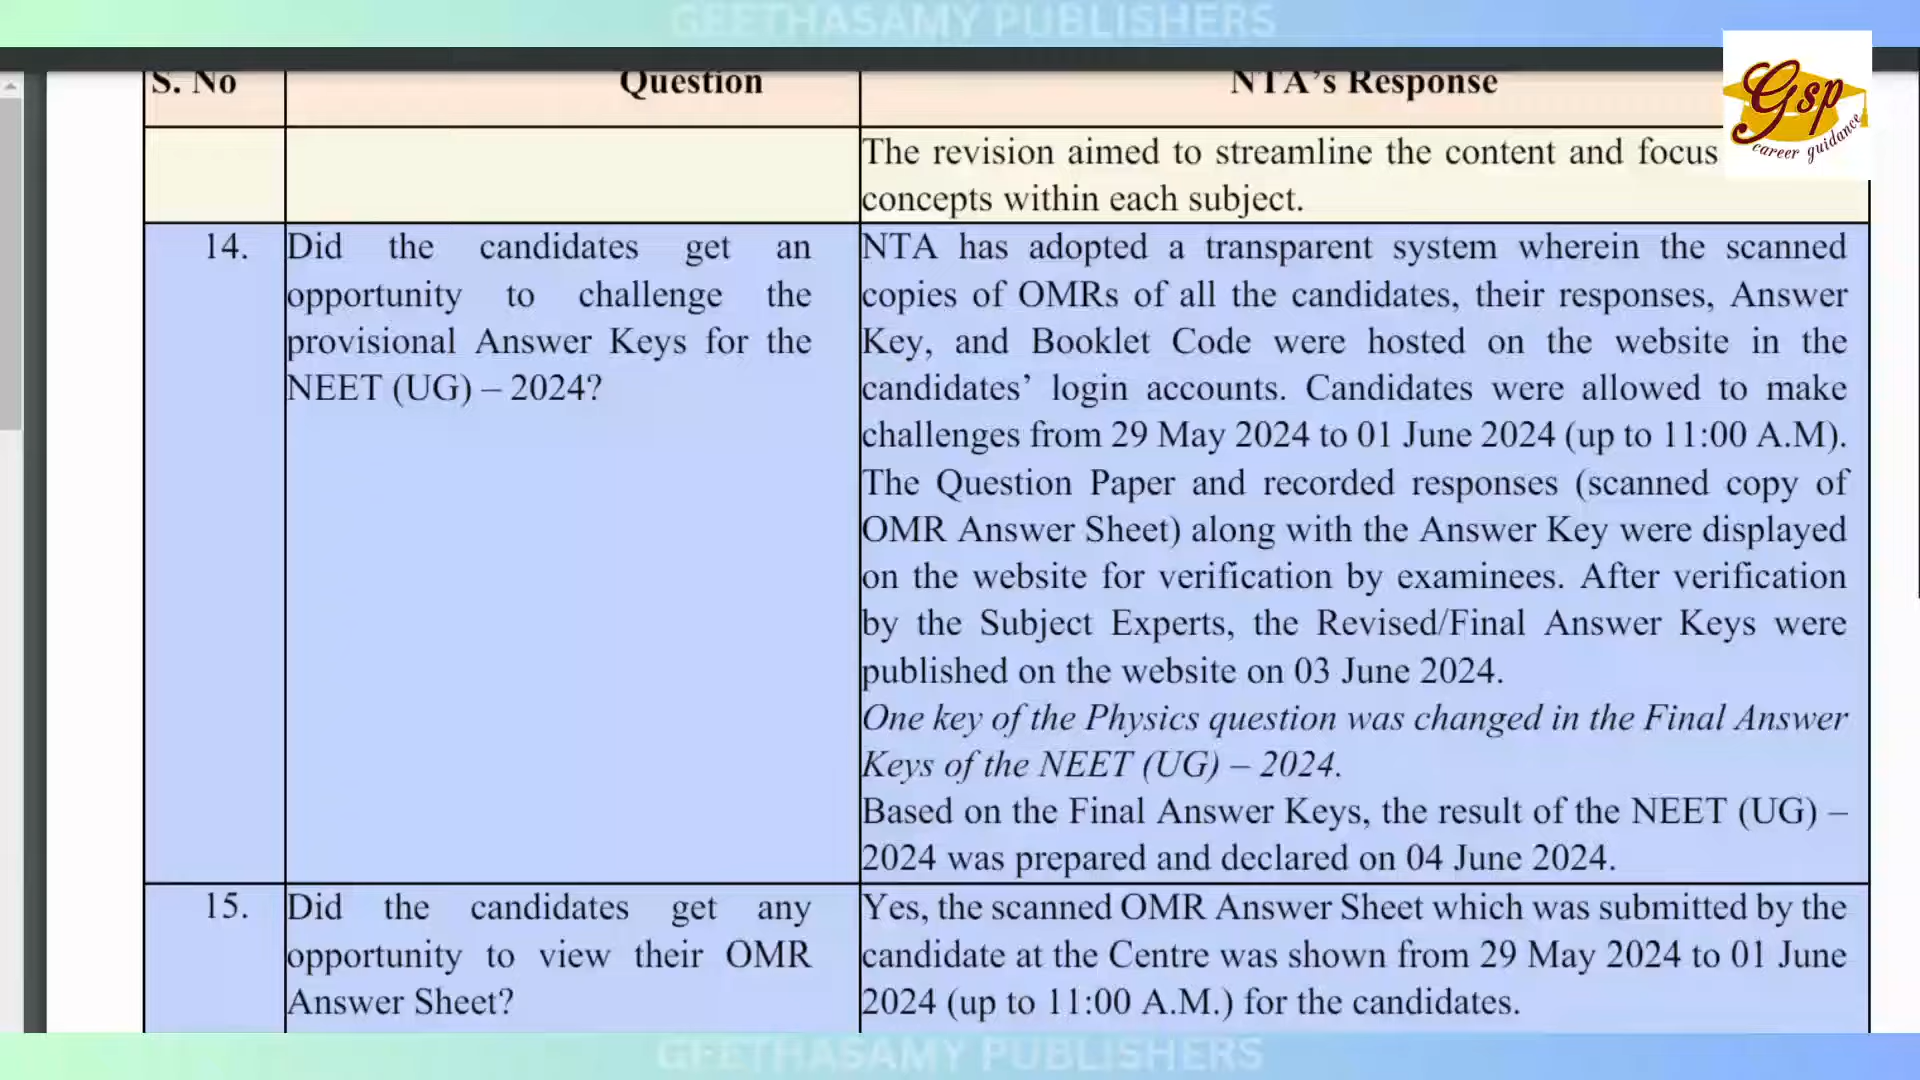 GEETHASAMY PUBLISHERS
S. No Question NTA's Response
Gsp
career guidance
The revision aimed to streamline the content and focus
concepts within each subject.
14. Did the candidates get an
opportunity to challenge the
provisional Answer Keys for the
NEET (UG) – 2024?
NTA has adopted a transparent system wherein the scanned
copies of OMRs of all the candidates, their responses, Answer
Key, and Booklet Code were hosted on the website in the
candidates’ login accounts. Candidates were allowed to make
challenges from 29 May 2024 to 01 June 2024 (up to 11:00 A.M).
The Question Paper and recorded responses (scanned copy of
OMR Answer Sheet) along with the Answer Key were displayed
on the website for verification by examinees. After verification
by the Subject Experts, the Revised/Final Answer Keys were
published on the website on 03 June 2024.
One key of the Physics question was changed in the Final Answer
Keys of the NEET (UG) – 2024.
Based on the Final Answer Keys, the result of the NEET (UG) –
2024 was prepared and declared on 04 June 2024.
15. Did the candidates get any
opportunity to view their OMR
Answer Sheet?
Yes, the scanned OMR Answer Sheet which was submitted by the
candidate at the Centre was shown from 29 May 2024 to 01 June
2024 (up to 11:00 A.M.) for the candidates.
GEETHASAMY PUBLISHERS